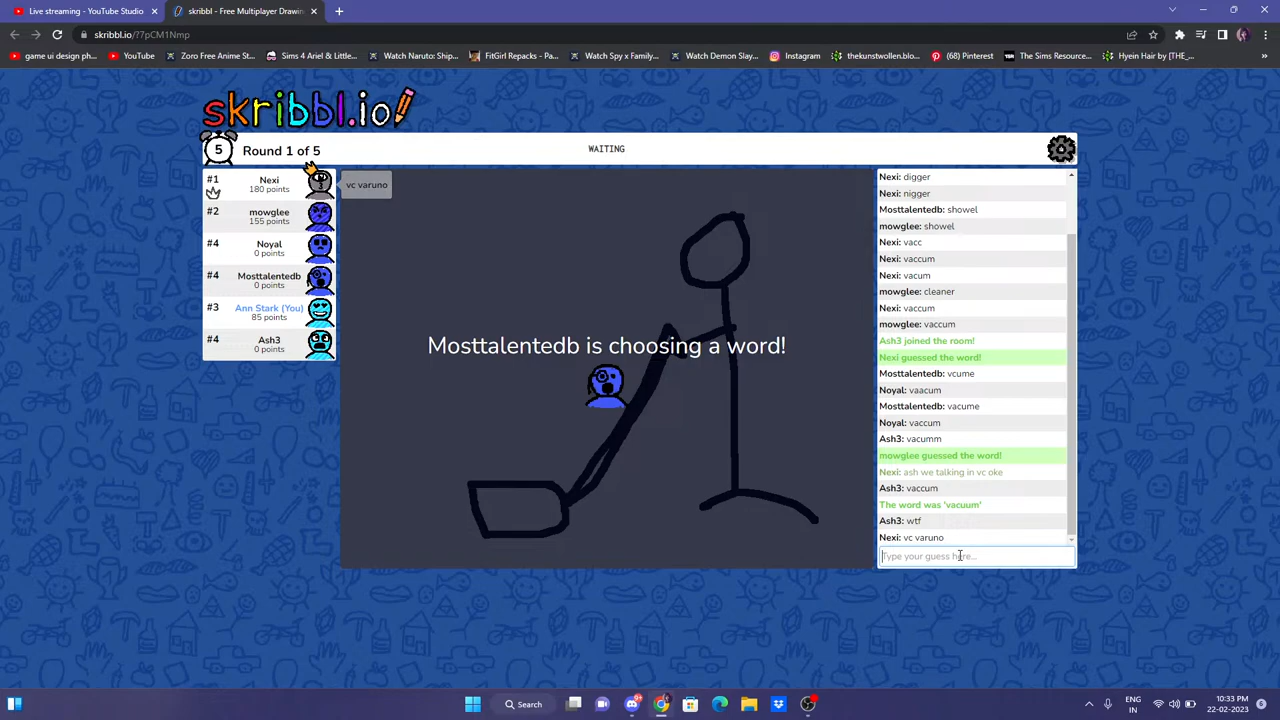 Live streaming - YouTube Studio
skribbl - Free Multiplayer Drawin
skribbl.io/?7pCM1Nmp
game ui design ph...
YouTube
Zoro Free Anime St...
Sims 4 Ariel & Little...
Watch Naruto: Ship...
FitGirl Repacks - Pa...
Watch Spy x Family...
Watch Demon Slay...
Instagram
thekunstwollen.blo...
(68) Pinterest
The Sims Resource...
Hyein Hair by [THE_...
skribbl.io
5
Round 1 of 5
WAITING
#1
Nexi
180 points
vc varuno
#2
mowglee
155 points
#4
Noyal
0 points
#4
Mosttalentedb
0 points
#3
Ann Stark (You)
85 points
#4
Ash3
0 points
Mosttalentedb is choosing a word!
Nexi: digger
Nexi: nigger
Mosttalentedb: showel
mowglee: showel
Nexi: vacc
Nexi: vaccum
Nexi: vacum
mowglee: cleaner
Nexi: vaccum
mowglee: vaccum
Ash3 joined the room!
Nexi guessed the word!
Mosttalentedb: vcume
Noyal: vaacum
Mosttalentedb: vacume
Noyal: vaccum
Ash3: vacumm
mowglee guessed the word!
Nexi: ash we talking in vc oke
Ash3: vaccum
The word was 'vacuum'
Ash3: wtf
Nexi: vc varuno
Type your guess here...
Search
ENG
IN
10:33 PM
22-02-2023